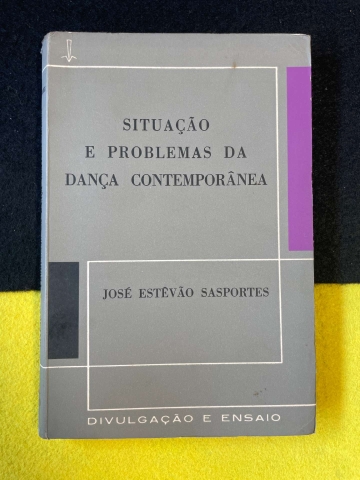 SITUAÇÃO
E PROBLEMAS DA
DANÇA CONTEMPORÂNEA
JOSÉ ESTÊVÃO SASPORTES
DIVULGAÇÃO E ENSAIO